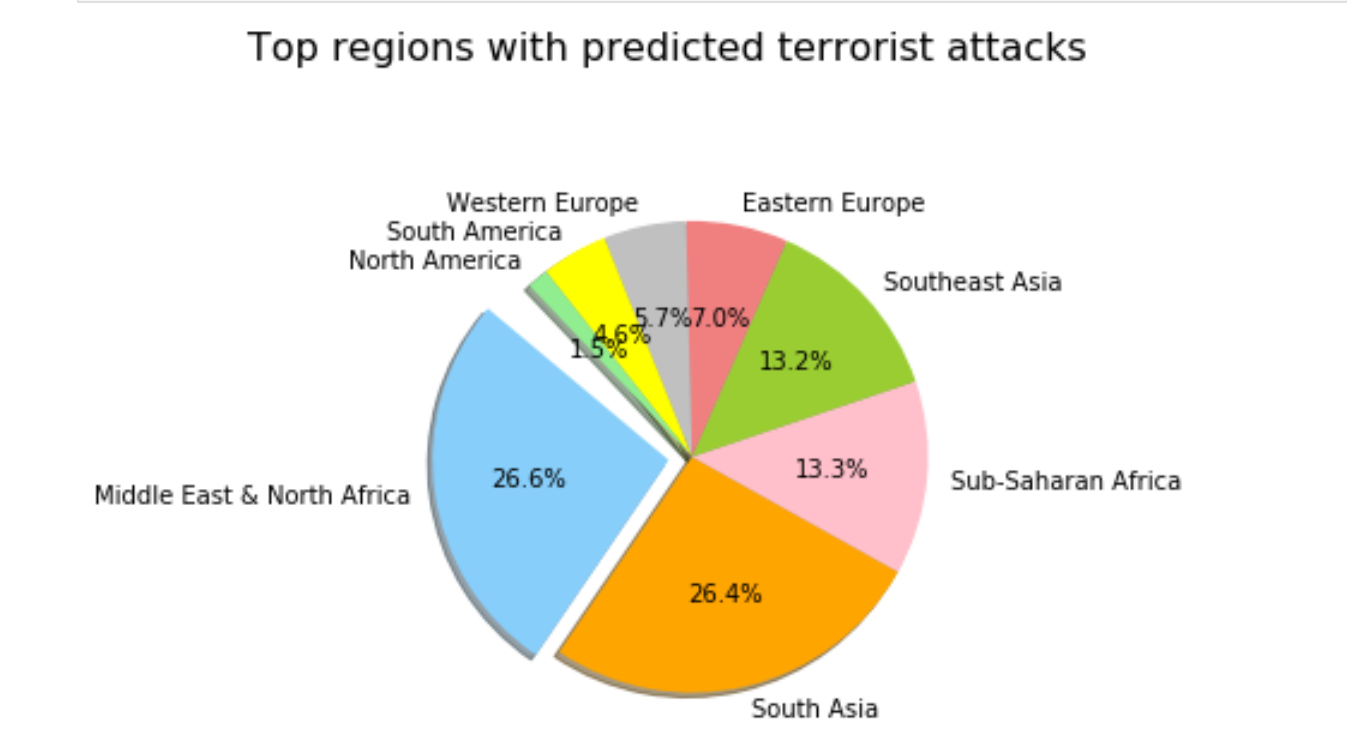 Top regions with predicted terrorist attacks
Western Europe
Eastern Europe
South America
North America
Southeast Asia
5.7%
7.0%
4.6%
1.5%
13.2%
Middle East & North Africa
26.6%
13.3%
Sub-Saharan Africa
26.4%
South Asia